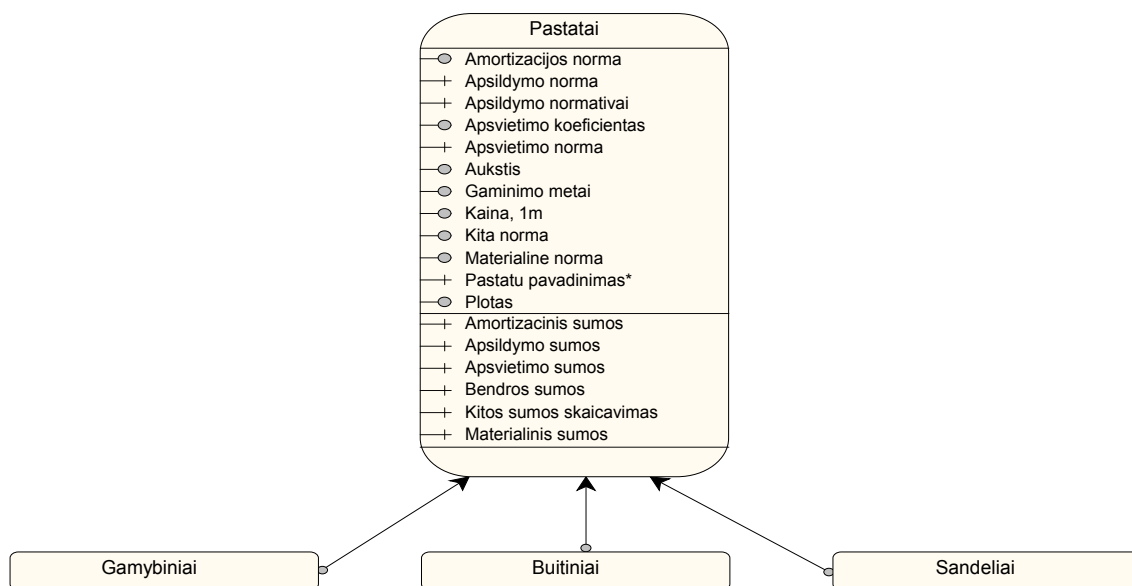 Pastatai
Amortizacijos norma
Apsildymo norma
Apsildymo normativai
Apsvietimo koeficientas
Apsvietimo norma
Aukstis
Gaminimo metai
Kaina, 1m
Kita norma
Materialine norma
Pastatu pavadinimas*
Plotas
Amortizacinis sumos
Apsildymo sumos
Apsvietimo sumos
Bendros sumos
Kitos sumos skaicavimas
Materialinis sumos
Gamybiniai
Buitiniai
Sandeliai